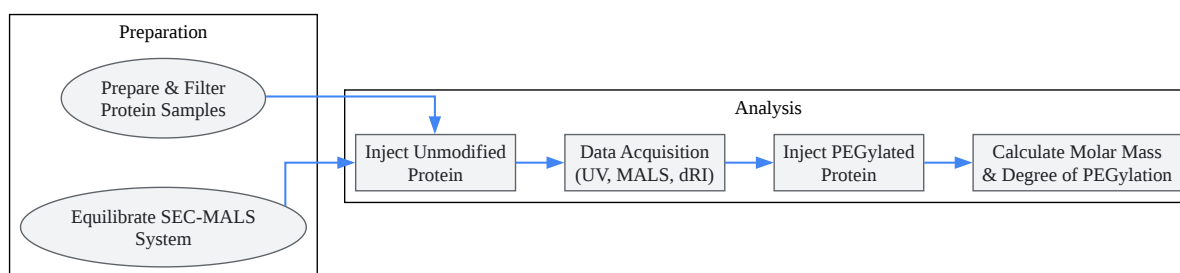 Preparation
Prepare & Filter
Protein Samples
Equilibrate SEC-MALS
System
Analysis
Inject Unmodified
Protein
Data Acquisition
(UV, MALS, dRI)
Inject PEGylated
Protein
Calculate Molar Mass
& Degree of PEGylation